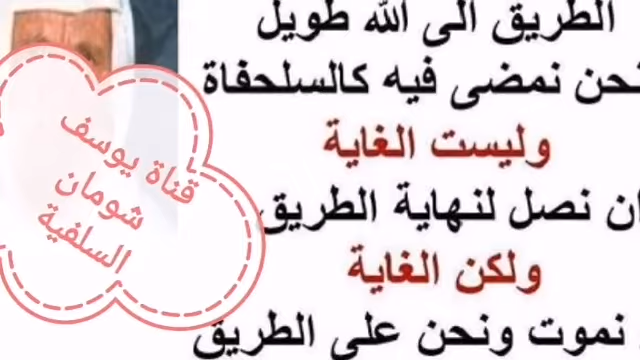 الطريق الى الله طويل
نحن نمضى فيه كالسلحفاة
وليست الغاية
ان نصل لنهاية الطريق
ولكن الغاية
نموت ونحن على الطريق
قناة يوسف
شومان
السلفية